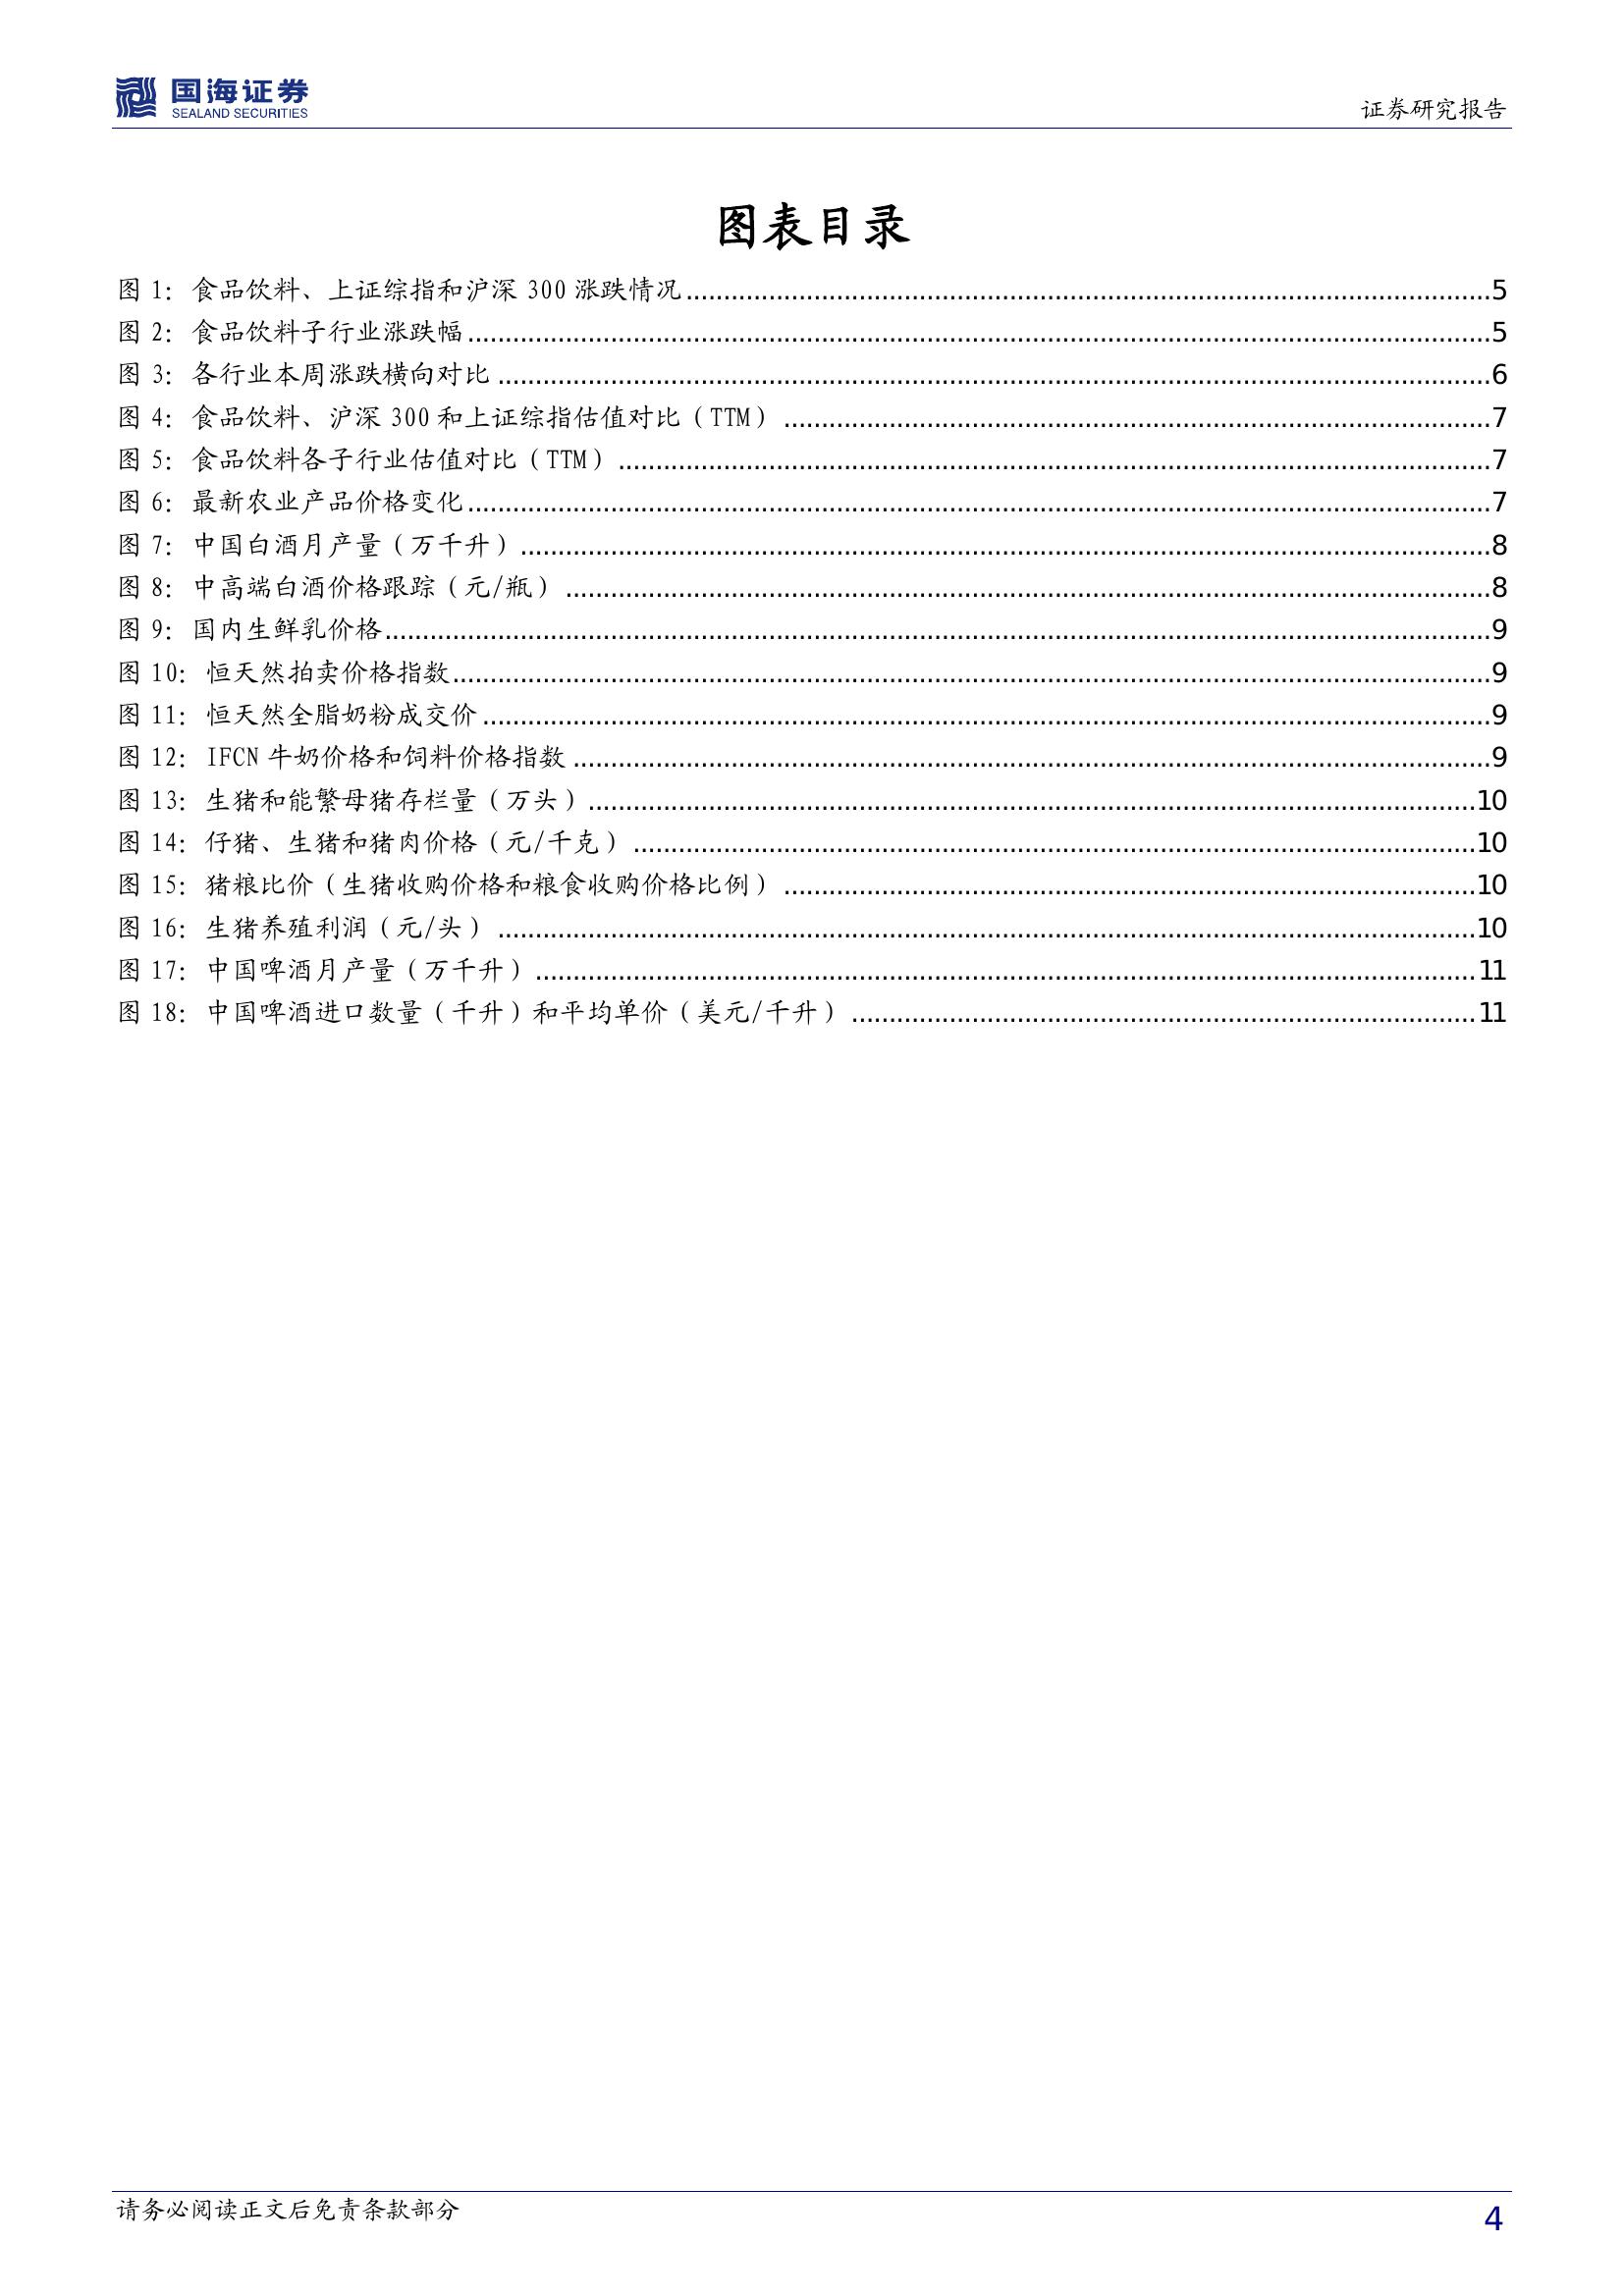 国海证券
SEALAND SECURITIES
证券研究报告
图表目录
图 1：食品饮料、上证综指和沪深 300 涨跌情况....................5
图 2：食品饮料子行业涨跌幅....................5
图 3：各行业本周涨跌横向对比....................6
图 4：食品饮料、沪深 300 和上证综指估值对比（TTM）....................7
图 5：食品饮料各子行业估值对比（TTM）....................7
图 6：最新农业产品价格变化....................7
图 7：中国白酒月产量（万千升）....................8
图 8：中高端白酒价格跟踪（元/瓶）....................8
图 9：国内生鲜乳价格....................9
图 10：恒天然拍卖价格指数....................9
图 11：恒天然全脂奶粉成交价....................9
图 12：IFCN 牛奶价格和饲料价格指数....................9
图 13：生猪和能繁母猪存栏量（万头）....................10
图 14：仔猪、生猪和猪肉价格（元/千克）....................10
图 15：猪粮比价（生猪收购价格和粮食收购价格比例）....................10
图 16：生猪养殖利润（元/头）....................10
图 17：中国啤酒月产量（万千升）....................11
图 18：中国啤酒进口数量（千升）和平均单价（美元/千升）....................11
请务必阅读正文后免责条款部分
4